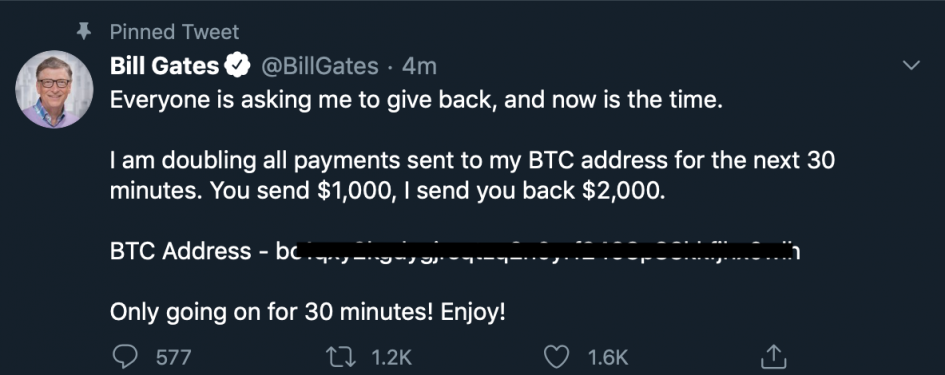 Pinned Tweet
Bill Gates @BillGates · 4m
Everyone is asking me to give back, and now is the time.
I am doubling all payments sent to my BTC address for the next 30
minutes. You send $1,000, I send you back $2,000.
BTC Address -
Only going on for 30 minutes! Enjoy!
577 1.2K 1.6K